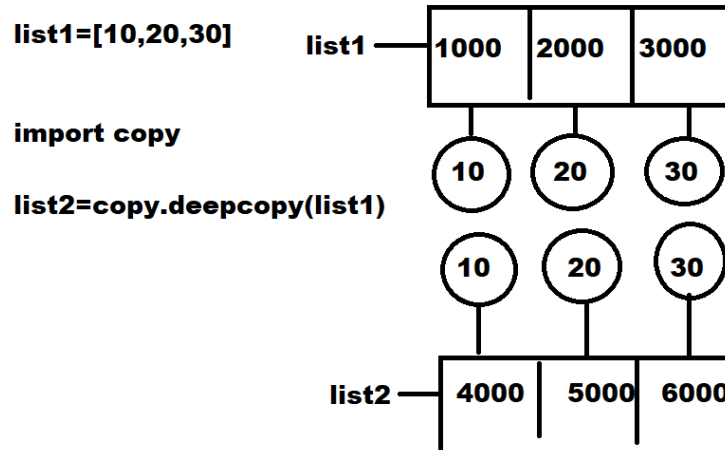 list1=[10,20,30]
import copy
list2=copy.deepcopy(list1)
list1 1000 2000 3000
10 20 30
10 20 30
list2 4000 5000 6000